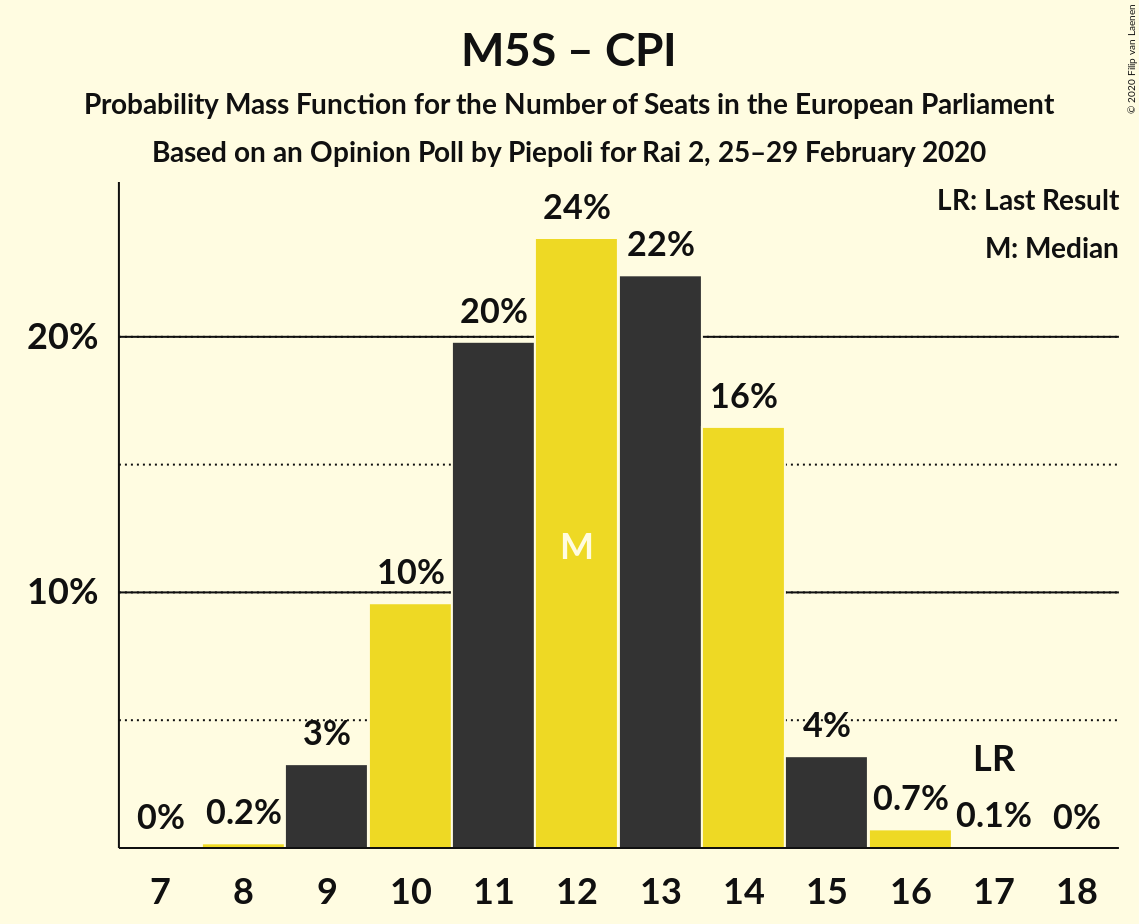 M5S – CPI
Probability Mass Function for the Number of Seats in the European Parliament
Based on an Opinion Poll by Piepoli for Rai 2, 25–29 February 2020
© 2020 Filip van Laenen
LR: Last Result
M: Median
20%
10%
0%
0.2%
3%
10%
20%
24%
22%
16%
4%
0.7%
0.1%
0%
M
LR
7 8 9 10 11 12 13 14 15 16 17 18